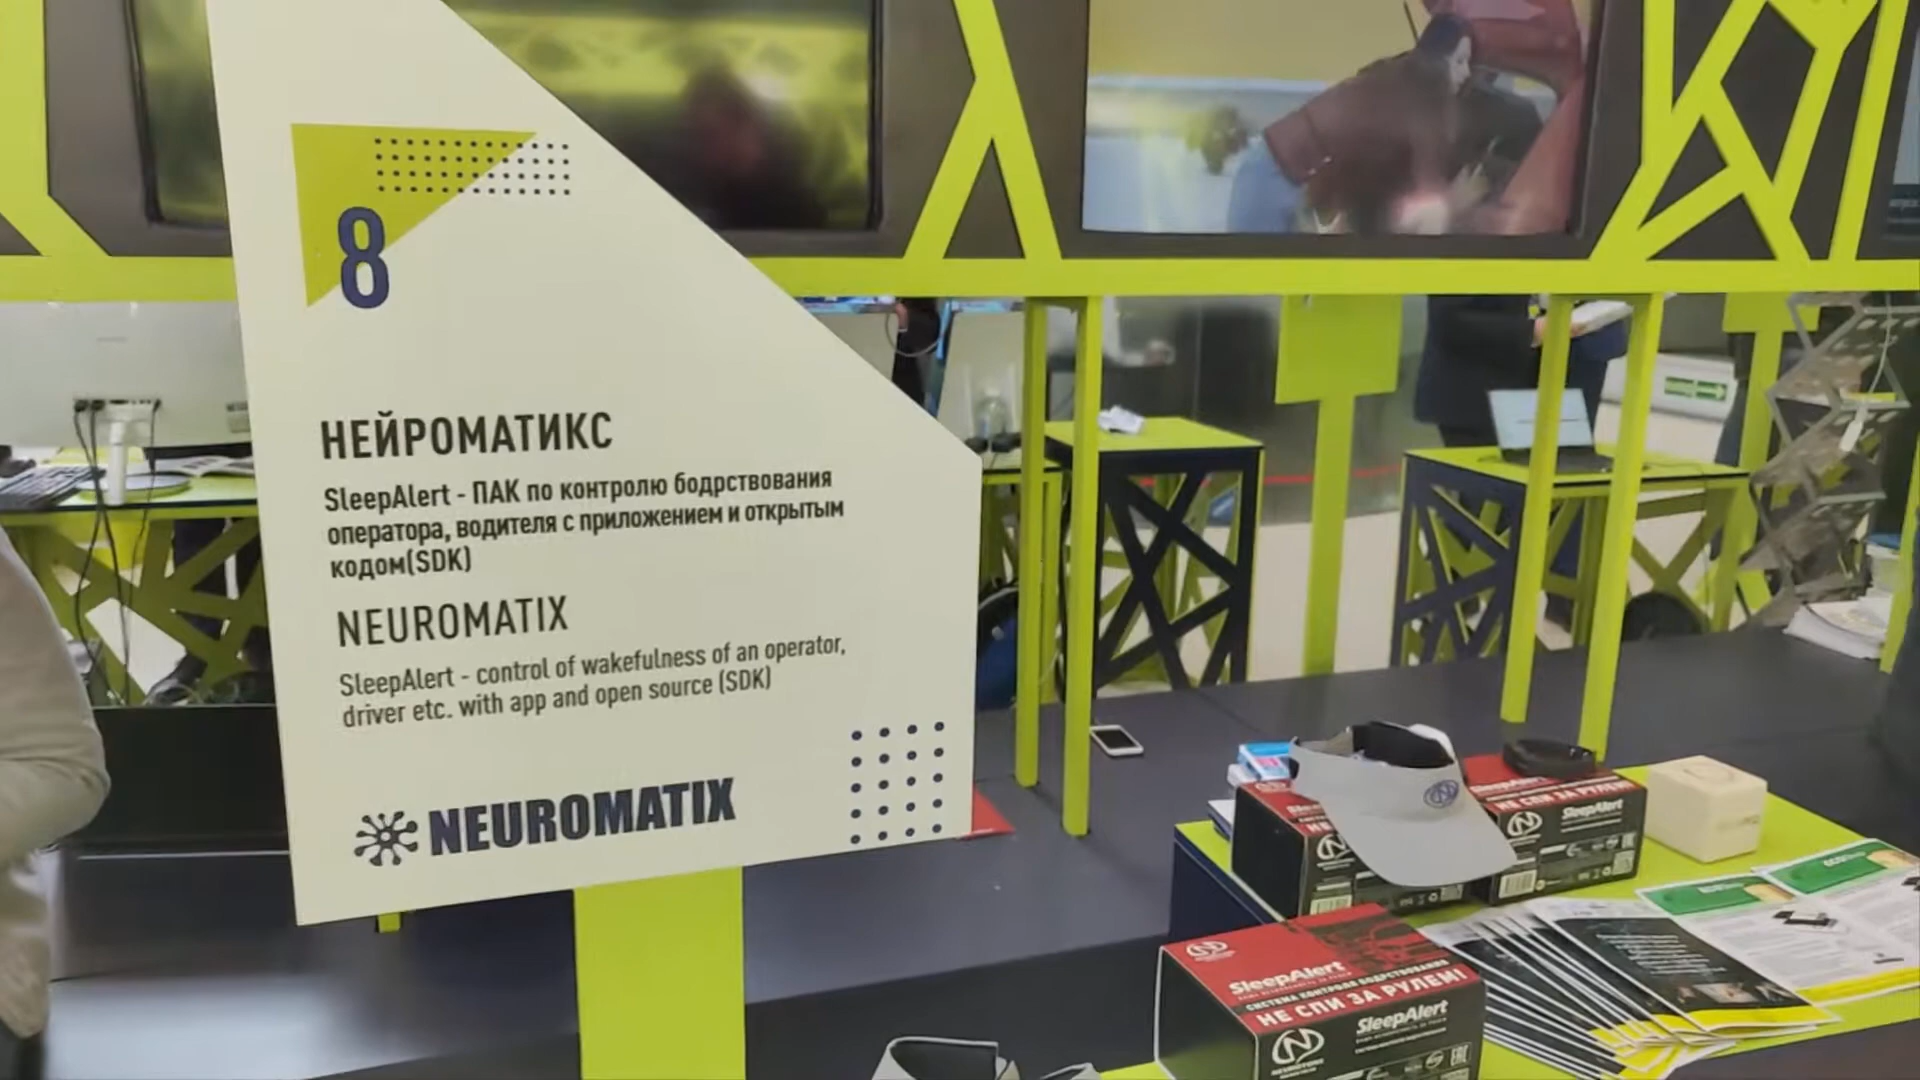 8
НЕЙРОМАТИКС
SleepAlert - ПАК по контролю бодрствования
оператора, водителя с приложением и открытым
кодом(SDK)
NEUROMATIX
SleepAlert - control of wakefulness of an operator,
driver etc. with app and open source (SDK)
NEUROMATIX
НЕ СПИ ЗА РУЛЕМ!
SleepAlert
SleepAlert
СИСТЕМА КОНТРОЛЯ БОДРСТВОВАНИЯ
НЕ СПИ ЗА РУЛЕМ!
SleepAlert
EAC